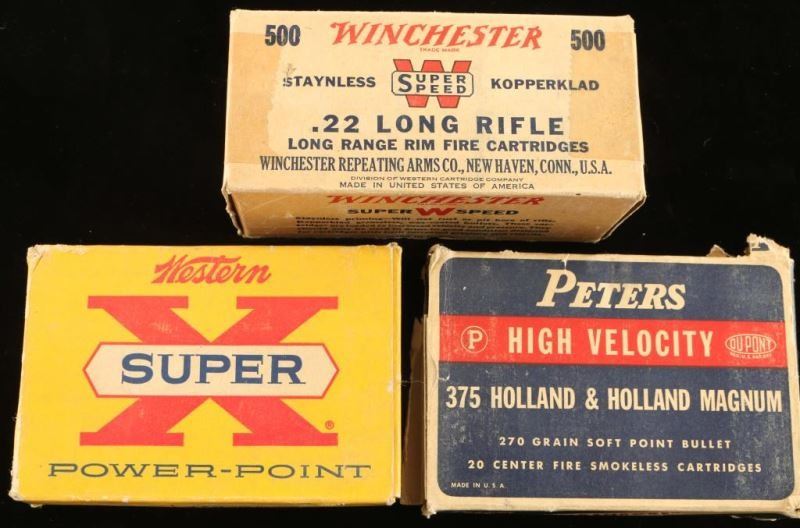 500 WINCHESTER 500
TRADE MARK
STAYNLESS SUPER SPEED KOPPERKLAD
W
.22 LONG RIFLE
LONG RANGE RIM FIRE CARTRIDGES
WINCHESTER REPEATING ARMS CO., NEW HAVEN, CONN., U.S.A.
DIVISION OF WESTERN CARTRIDGE COMPANY
MADE IN UNITED STATES OF AMERICA
WINCHESTER
SUPER W SPEED
Western
X
SUPER
®
POWER-POINT
PETERS
P HIGH VELOCITY DU PONT
375 HOLLAND & HOLLAND MAGNUM
270 GRAIN SOFT POINT BULLET
20 CENTER FIRE SMOKELESS CARTRIDGES
MADE IN U.S.A.